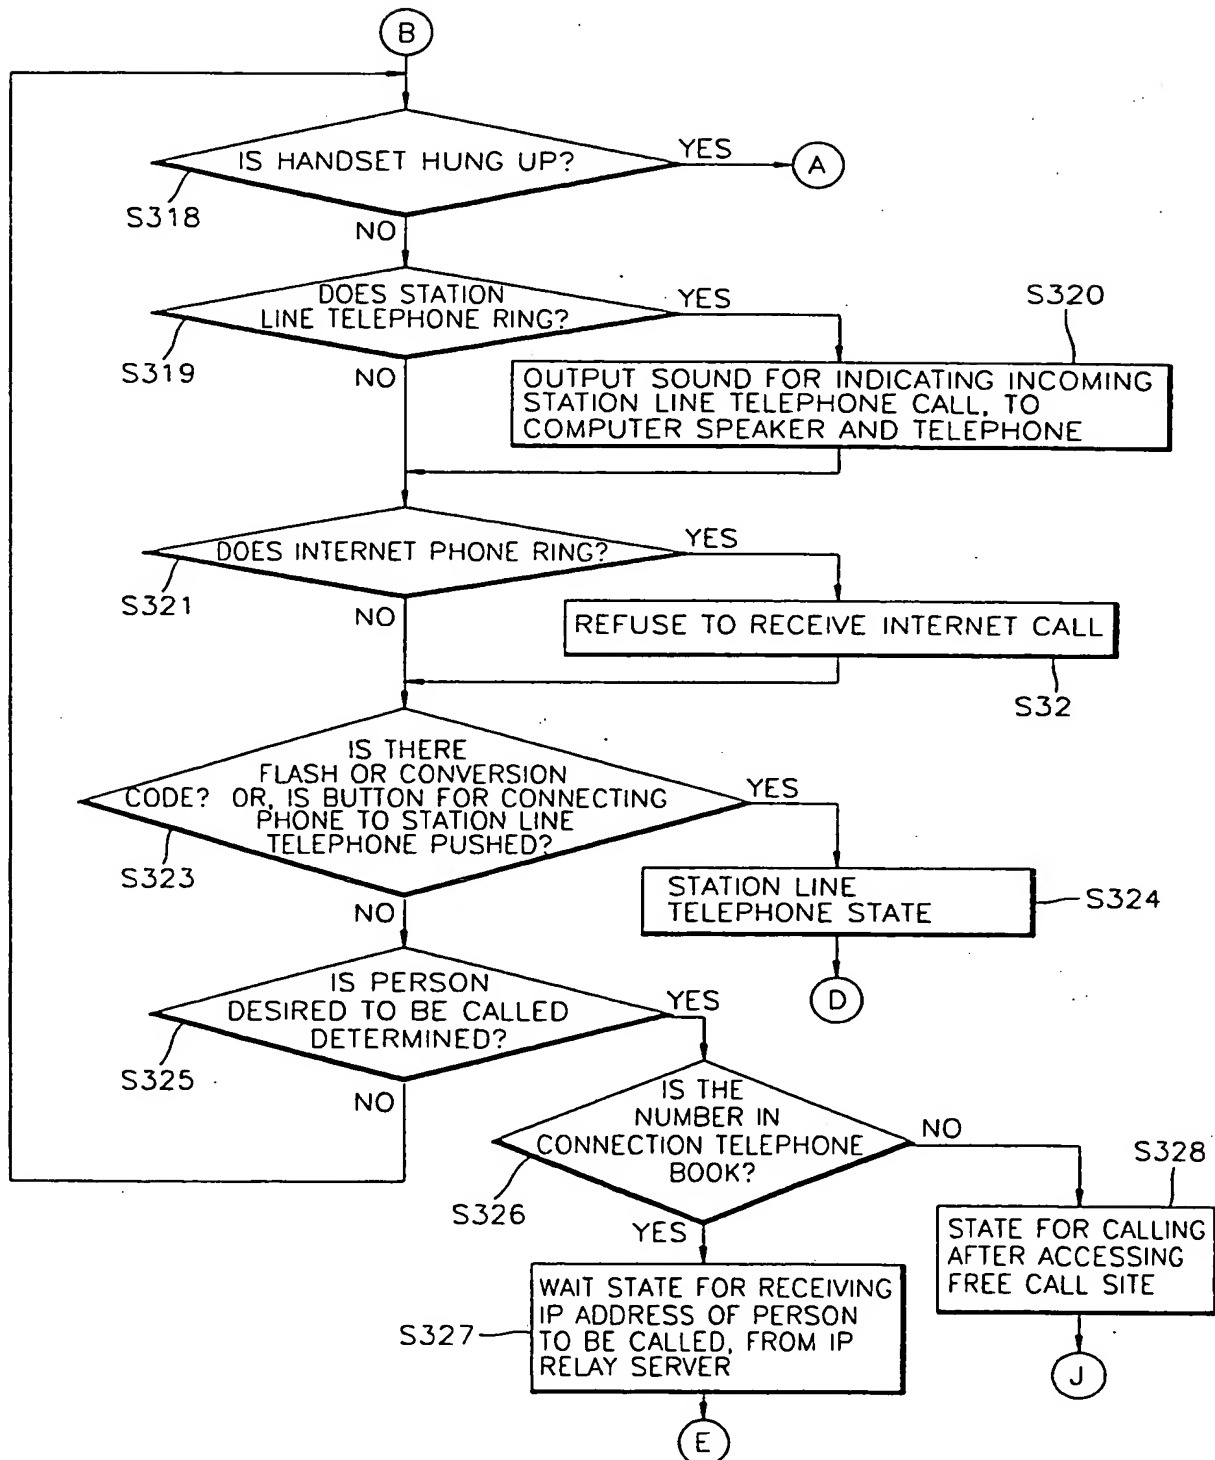 B
IS HANDSET HUNG UP?
YES
A
S318
NO
DOES STATION
LINE TELEPHONE RING?
YES
S320
S319
NO
OUTPUT SOUND FOR INDICATING INCOMING
STATION LINE TELEPHONE CALL, TO
COMPUTER SPEAKER AND TELEPHONE
DOES INTERNET PHONE RING?
YES
S321
NO
REFUSE TO RECEIVE INTERNET CALL
S32
IS THERE
FLASH OR CONVERSION
CODE? OR, IS BUTTON FOR CONNECTING
PHONE TO STATION LINE
TELEPHONE PUSHED?
YES
S323
NO
STATION LINE
TELEPHONE STATE
S324
D
IS PERSON
DESIRED TO BE CALLED
DETERMINED?
YES
S325
NO
IS THE
NUMBER IN
CONNECTION TELEPHONE
BOOK?
NO
S328
S326
YES
STATE FOR CALLING
AFTER ACCESSING
FREE CALL SITE
WAIT STATE FOR RECEIVING
IP ADDRESS OF PERSON
TO BE CALLED, FROM IP
RELAY SERVER
S327
J
E